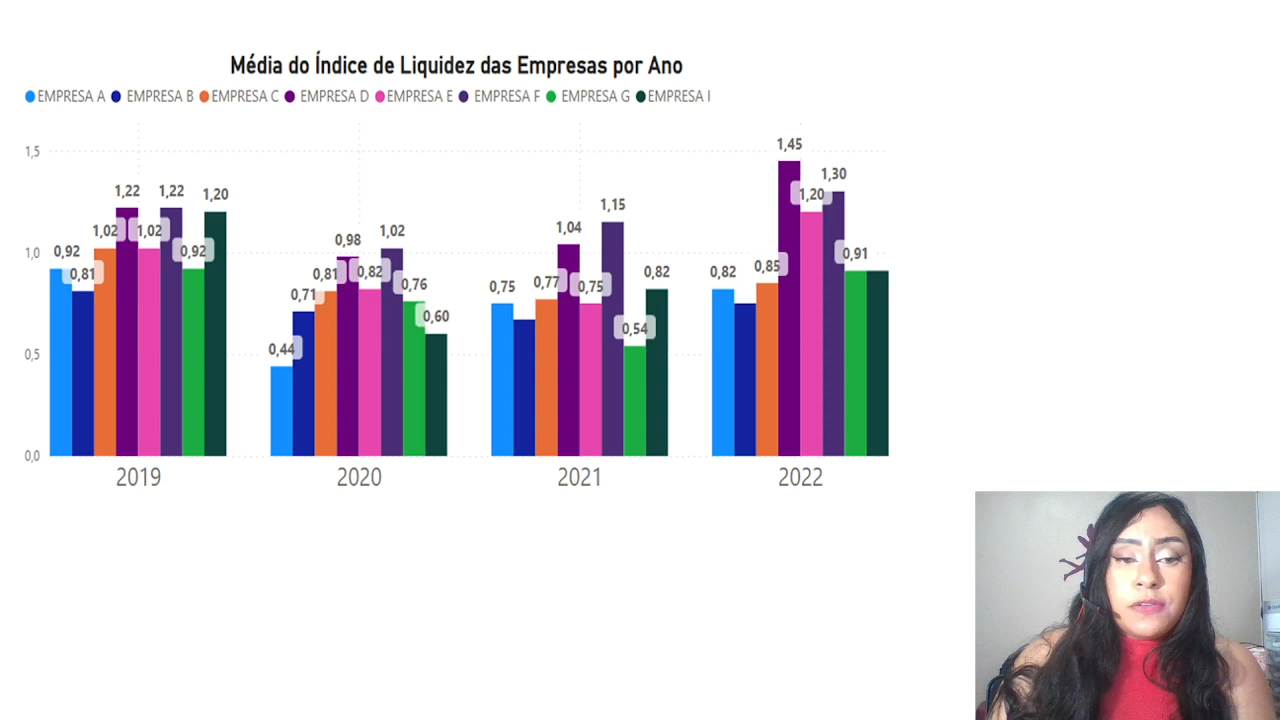 Média do Índice de Liquidez das Empresas por Ano
EMPRESA A EMPRESA B EMPRESA C EMPRESA D EMPRESA E EMPRESA F EMPRESA G EMPRESA I
1,5
1,0
0,5
0,0
0,92 0,81 1,02 1,22 1,02 1,22 0,92 1,20
0,44 0,71 0,81 0,98 0,82 1,02 0,76 0,60
0,75 0,77 1,04 0,75 1,15 0,54 0,82
0,82 0,85 1,45 1,20 1,30 0,91
2019 2020 2021 2022